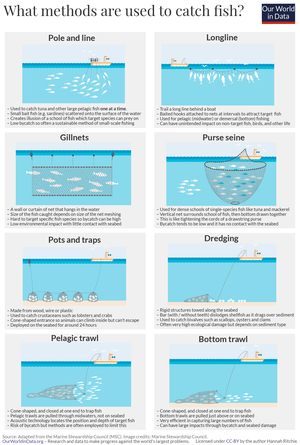 What methods are used to catch fish?
Our World
in Data
Pole and line
- Used to catch tuna and other large pelagic fish one at a time.
- Small bait fish (e.g. sardines) scattered onto the surface of the water
- Creates illusion of a school of fish which target species can prey on
- Low bycatch so often a sustainable method of small-scale fishing
Longline
- Trail a long line behind a boat
- Baited hooks attached to nets at intervals to attract target fish
- Used for pelagic (midwater) or demersal (bottom) fishing
- Can have unintended impact on non-target fish, birds, and other life
Gillnets
- A wall or curtain of net that hangs in the water
- Size of the fish caught depends on size of the net meshing
- Hard to target specific fish species so bycatch can be high
- Low environmental impact with little contact with seabed
Purse seine
- Used for dense schools of single-species fish like tuna and mackerel
- Vertical net surrounds school of fish, then bottom drawn together
- This is like tightening the cords of a drawstring purse
- Bycatch tends to be low and it has no contact with the seabed
Pots and traps
- Made from wood, wire or plastic
- Used to catch crustaceans such as lobsters and crabs
- Cone-shaped entrance so animals can climb inside but can't escape
- Deployed on the seabed for around 24 hours
Dredging
- Rigid structures towed along the seabed
- Bar (with / without teeth) dislodges shellfish as it drags over sediment
- Used to catch bivalves such as scallops, oysters and clams
- Often very high ecological damage but depends on sediment type
Pelagic trawl
- Cone shaped, and closed at one end to trap fish
- Pelagic trawls are pulled through midwater, not on seabed
- Acoustic technology locates the position and depth of target fish
- Risk of bycatch but methods are often employed to limit this
Bottom trawl
- Cone shaped, and closed at one end to trap fish
- Bottom trawls are pulled just above or on seabed
- Very efficient in capturing large numbers of fish
- Can have large impacts through bycatch and seabed damage
Source: Adapted from the Marine Stewardship Council (MSC); Image credits: Marine Stewardship Council.
OurWorldinData.org – Research and data to make progress against the world's largest problems.
Licensed under CC-BY by the author Hannah Ritchie.